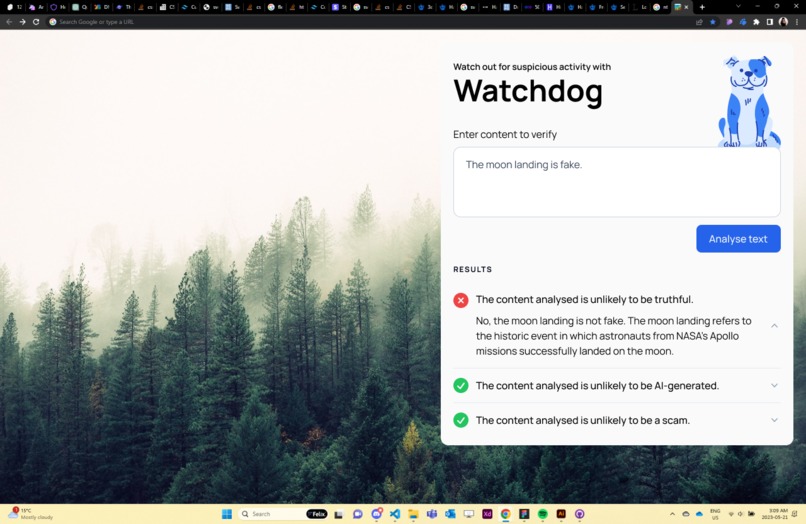 Search Google or type a URL
Watch out for suspicious activity with
Watchdog
Enter content to verify
The moon landing is fake.
Analyse text
RESULTS
The content analysed is unlikely to be truthful.
No, the moon landing is not fake. The moon landing refers to
the historic event in which astronauts from NASA's Apollo
missions successfully landed on the moon.
The content analysed is unlikely to be AI-generated.
The content analysed is unlikely to be a scam.
15°C
Mostly cloudy
Search
Felix
ENG
US
3:09 AM
2023-05-21